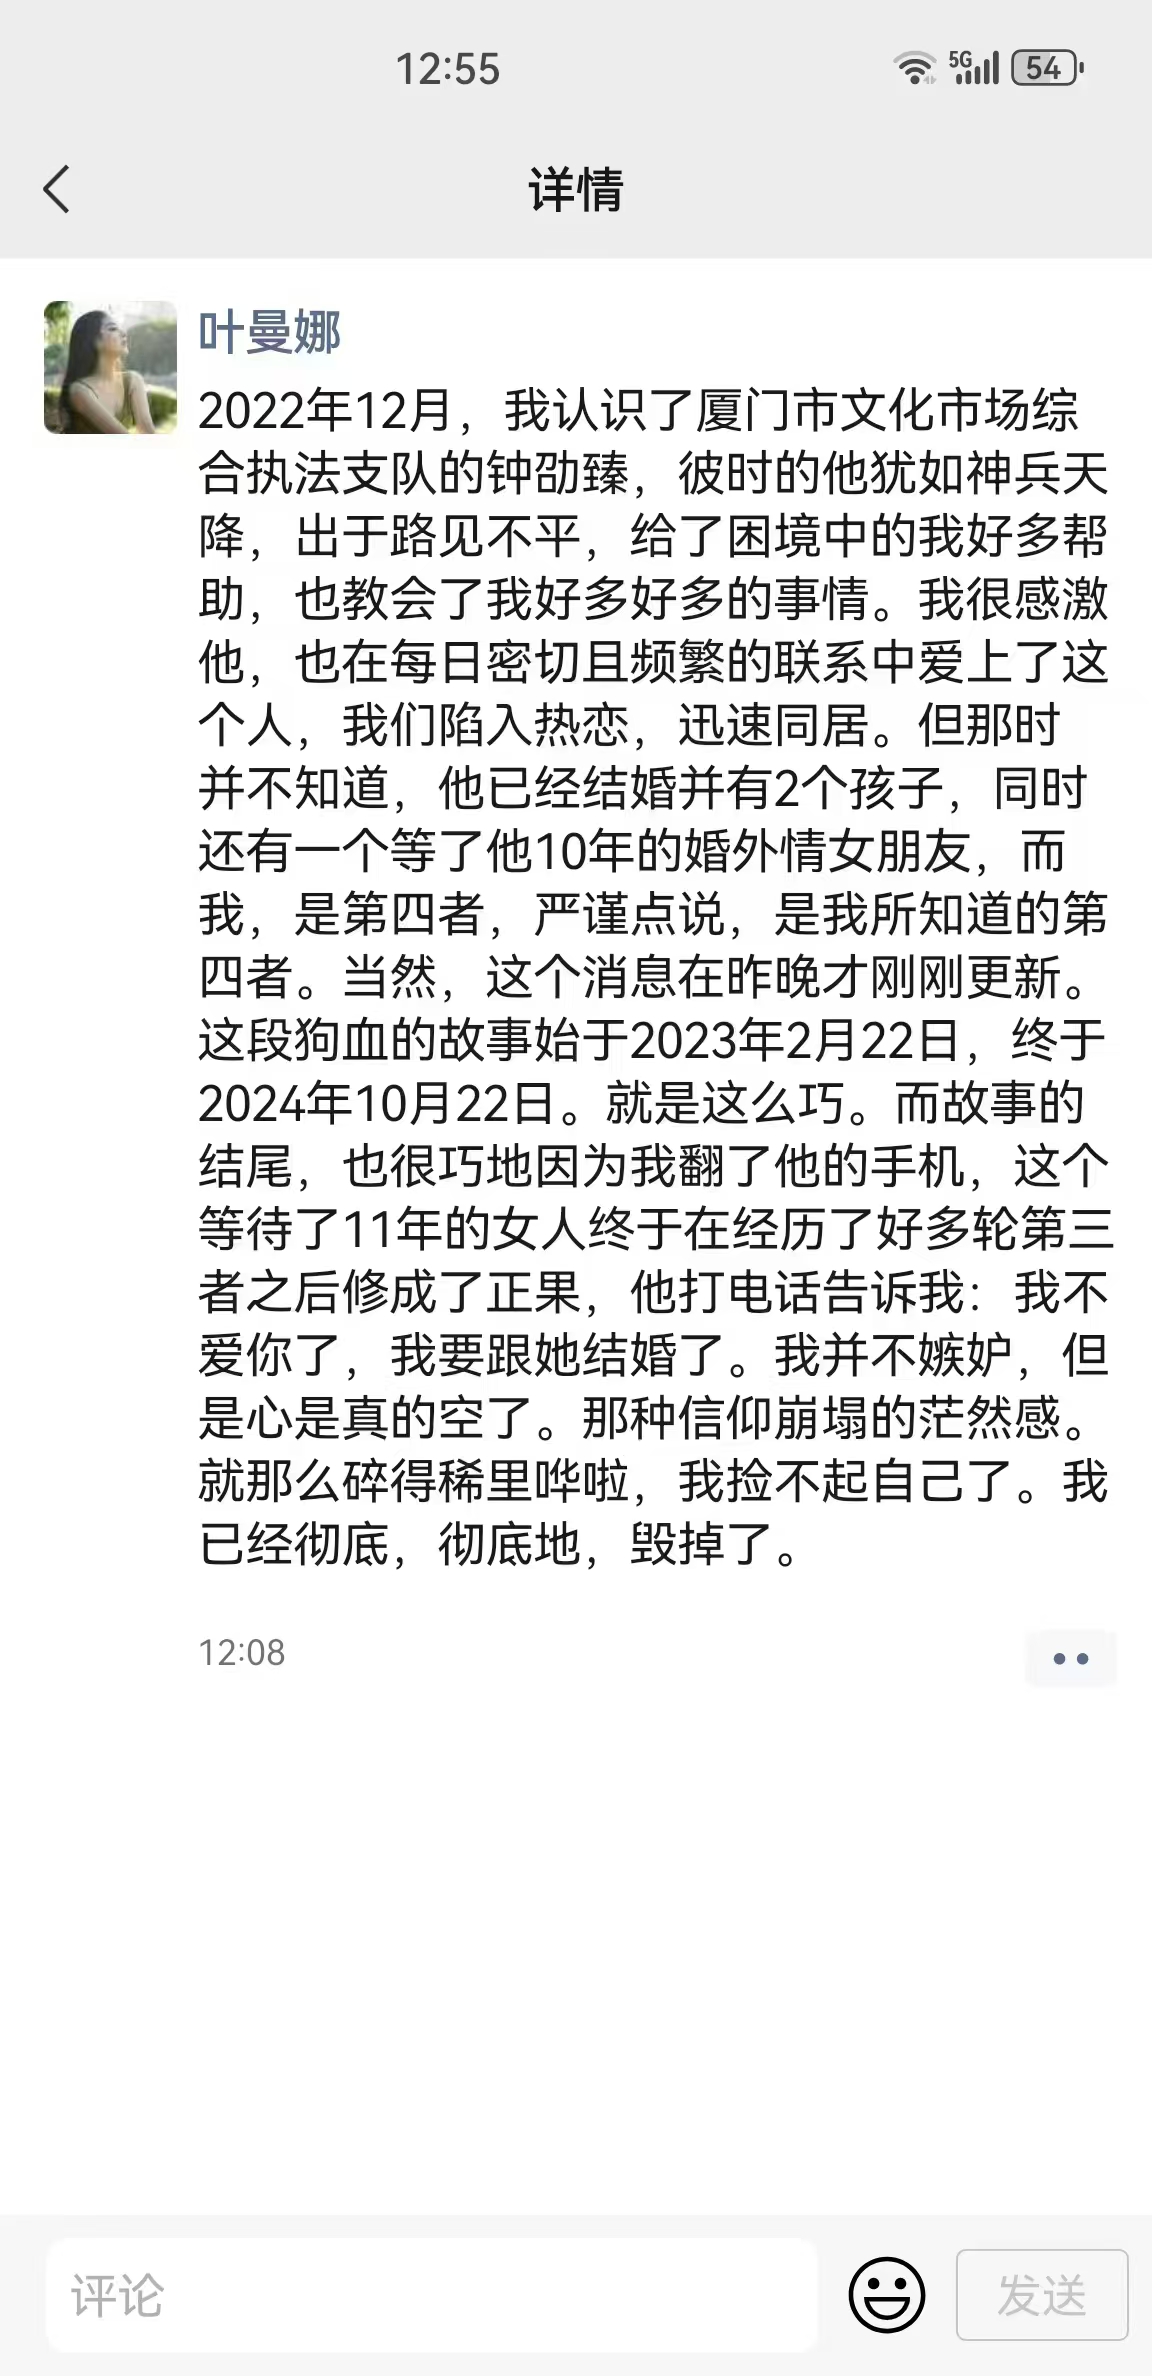 12:55
5G
54
详情
叶曼娜
2022年12月，我认识了厦门市文化市场综
合执法支队的钟劭臻，彼时的他犹如神兵天
降，出于路见不平，给了困境中的我好多帮
助，也教会了我好多好多的事情。我很感激
他，也在每日密切且频繁的联系中爱上了这
个人，我们陷入热恋，迅速同居。但那时
并不知道，他已经结婚并有2个孩子，同时
还有一个等了他10年的婚外情女朋友，而
我，是第四者，严谨点说，是我所知道的第
四者。当然，这个消息在昨晚才刚刚更新。
这段狗血的故事始于2023年2月22日，终于
2024年10月22日。就是这么巧。而故事的
结尾，也很巧地因为我翻了他的手机，这个
等待了11年的女人终于在经历了好多轮第三
者之后修成了正果，他打电话告诉我：我不
爱你了，我要跟她结婚了。我并不嫉妒，但
是心是真的空了。那种信仰崩塌的茫然感。
就那么碎得稀里哗啦，我捡不起自己了。我
已经彻底，彻底地，毁掉了。
12:08
评论
发送